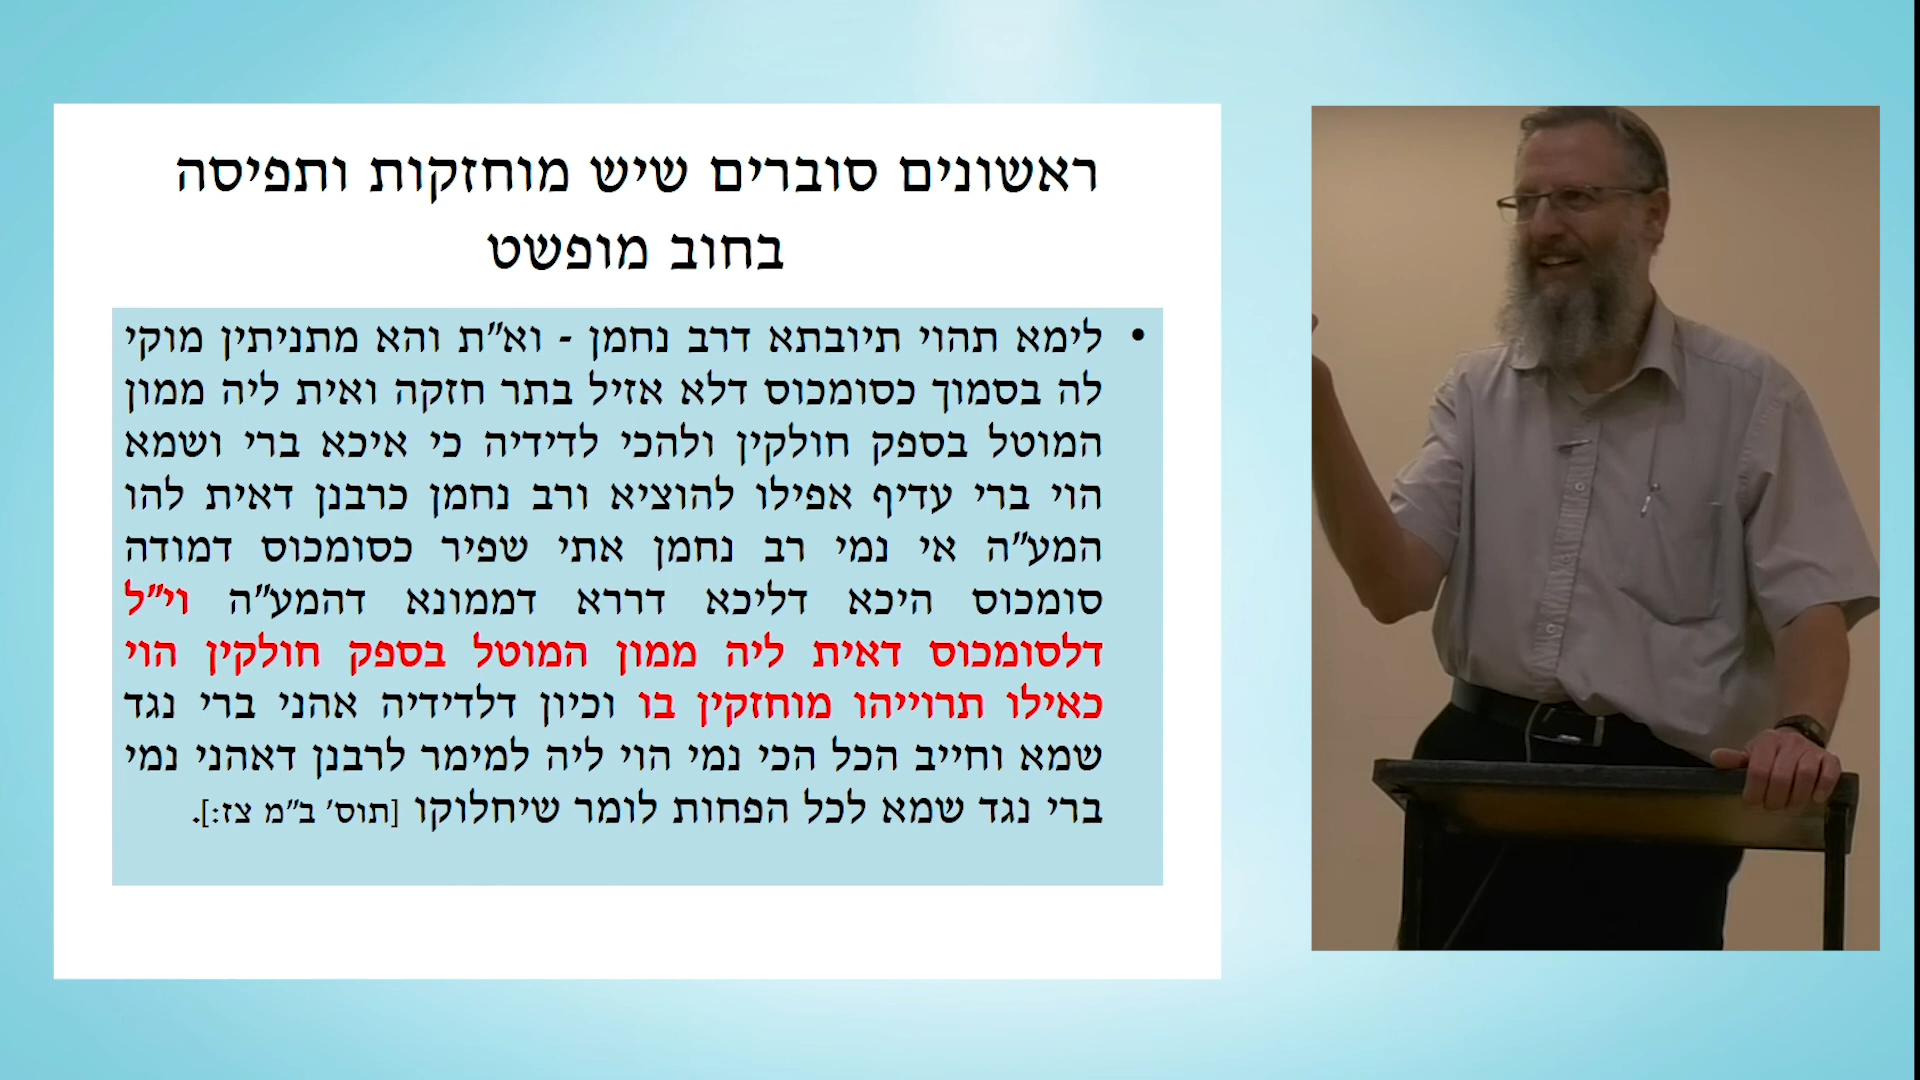 ראשונים סוברים שיש מוחזקות ותפיסה
בחוב מופשט
• לימא תהוי תיובתא דרב נחמן - וא"ת והא מתניתין מוקי
לה בסמוך כסומכוס דלא אזיל בתר חזקה ואית ליה ממון
המוטל בספק חולקין ולהכי לדידיה כי איכא ברי ושמא
הוי ברי עדיף אפילו להוציא ורב נחמן כרבנן דאית להו
המע"ה אי נמי רב נחמן אתי שפיר כסומכוס דמודה
סומכוס היכא דליכא דררא דממונא דהמע"ה וי"ל
דלסומכוס דאית ליה ממון המוטל בספק חולקין הוי
כאילו תרוייהו מוחזקין בו וכיון דלדידיה אהני ברי נגד
שמא וחייב הכל הכי נמי הוי ליה למימר לרבנן דאהני נמי
ברי נגד שמא לכל הפחות לומר שיחלוקו [תוס' ב"מ צז:].